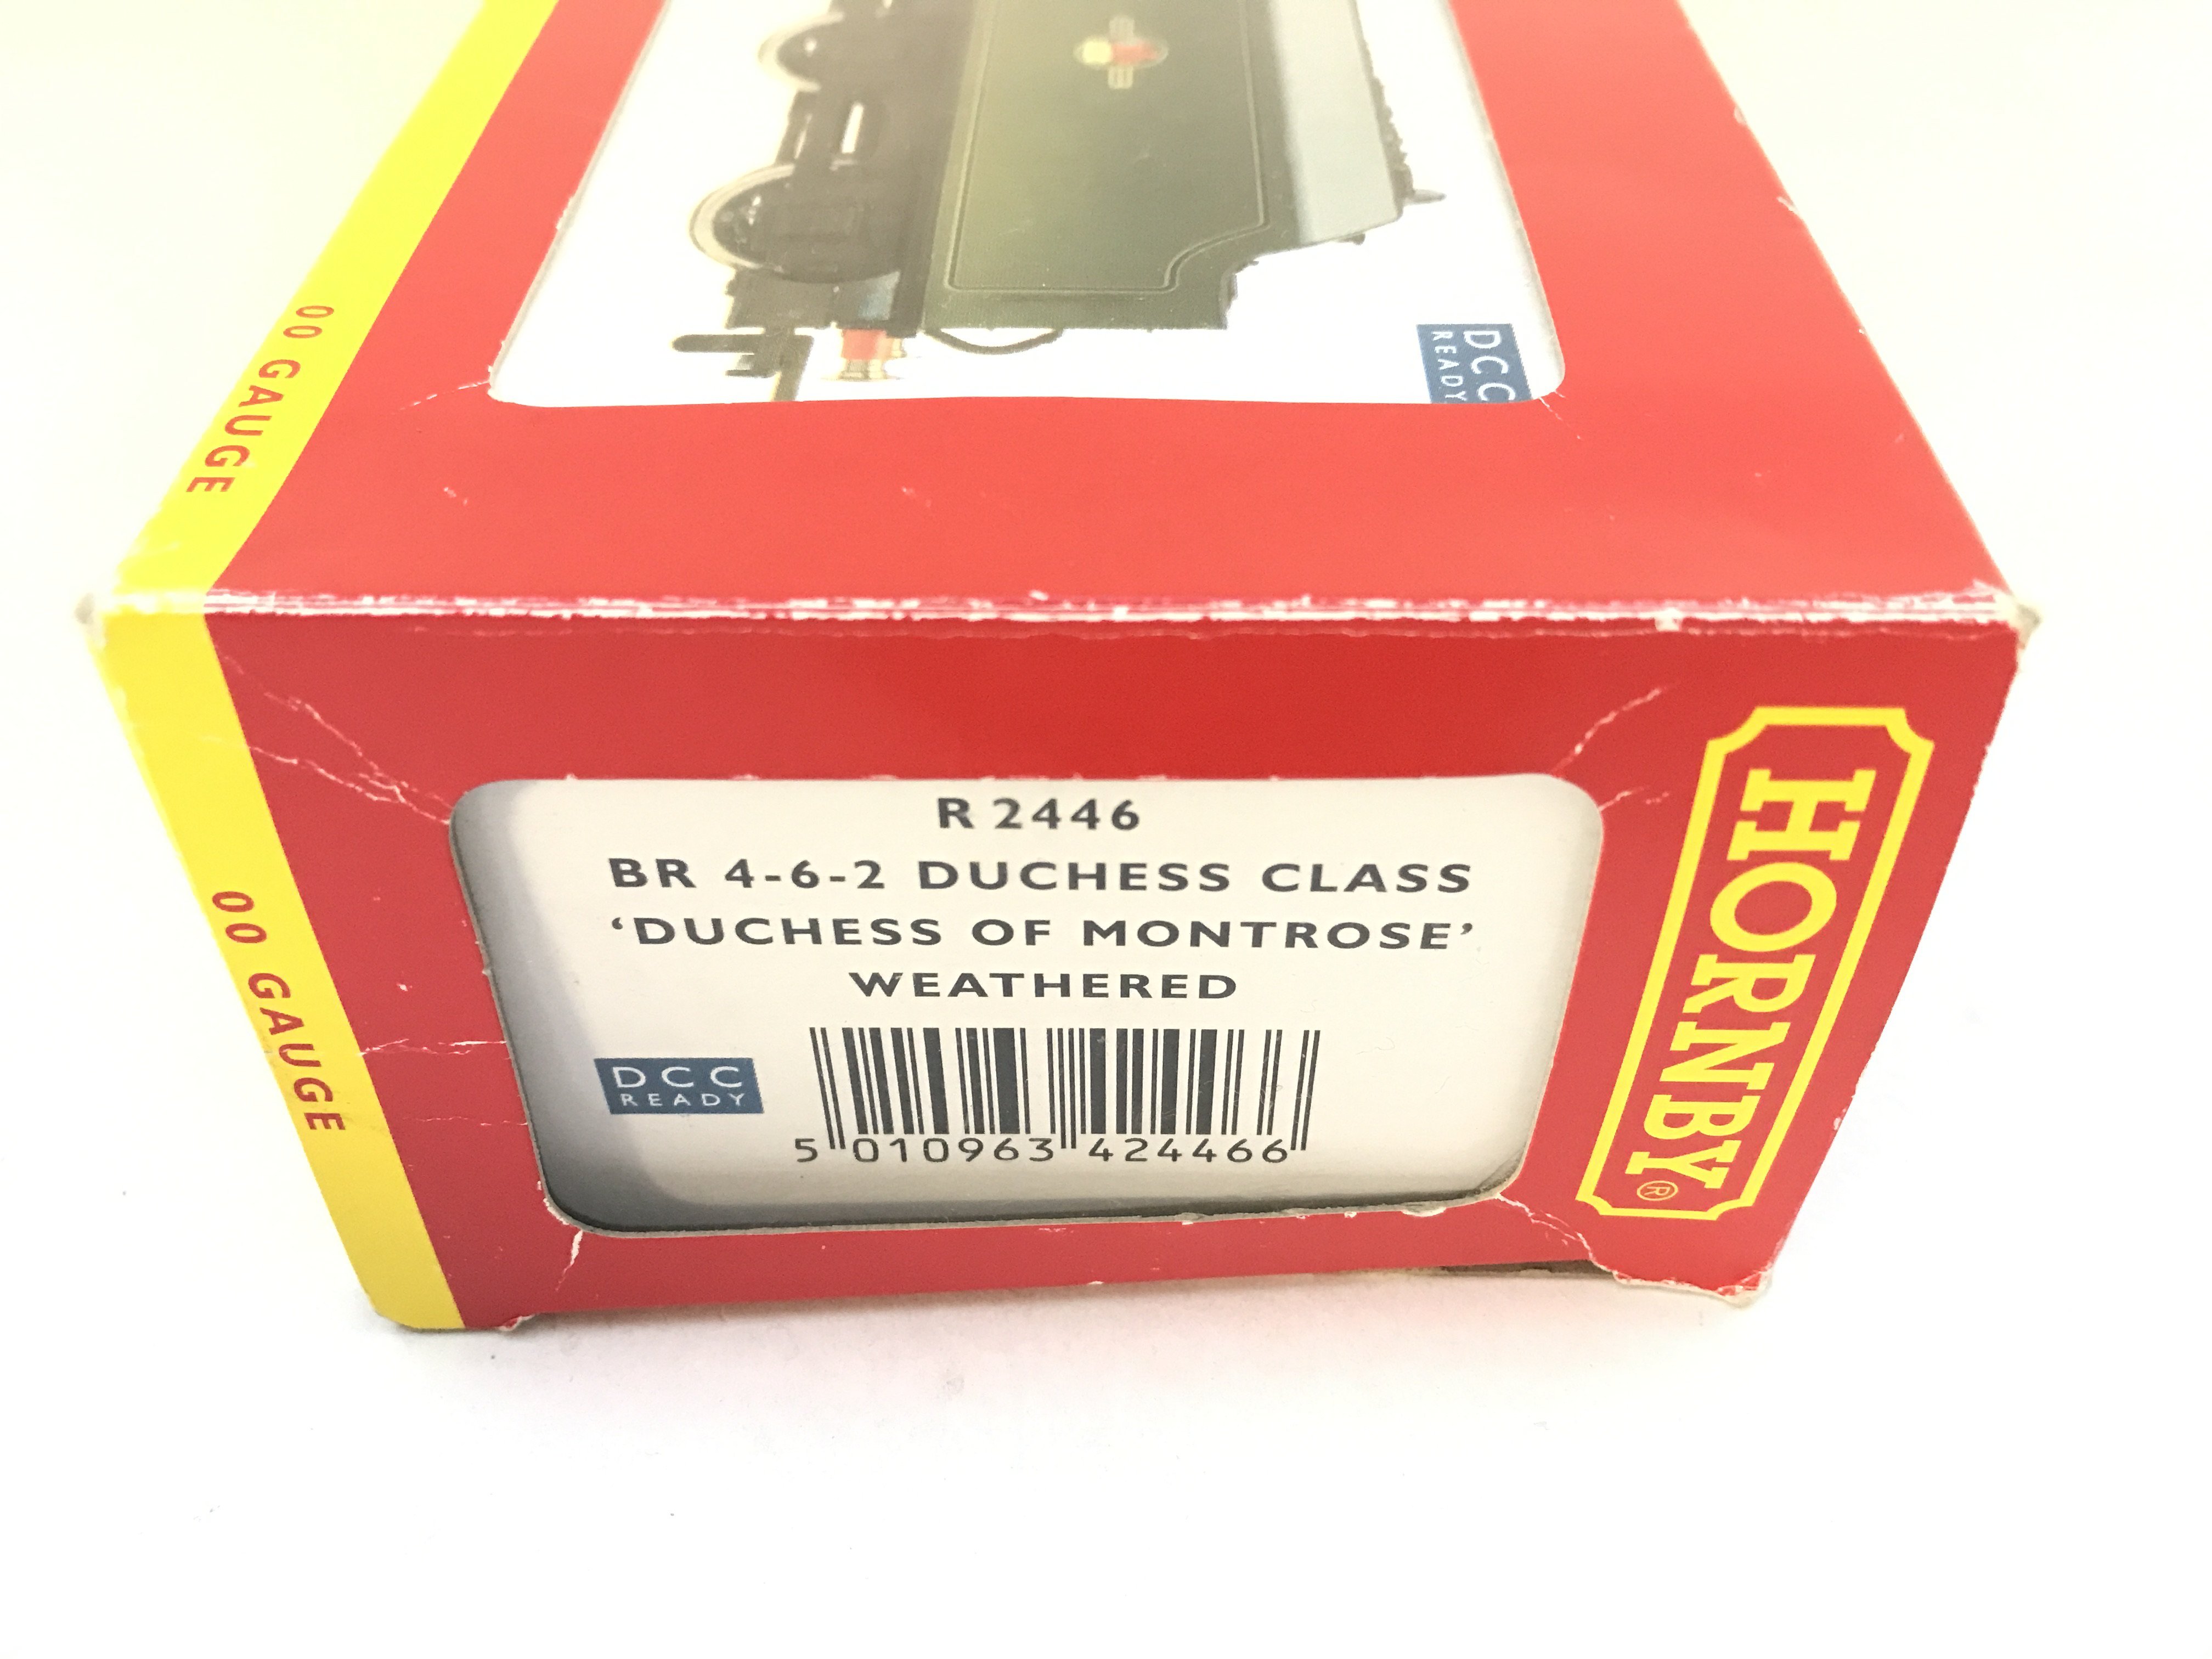 DCC
READY
00 GAUGE
R 2446
BR 4-6-2 DUCHESS CLASS
‘DUCHESS OF MONTROSE’
WEATHERED
DCC
READY
5 010963 424466
00 GAUGE
HORNBY®